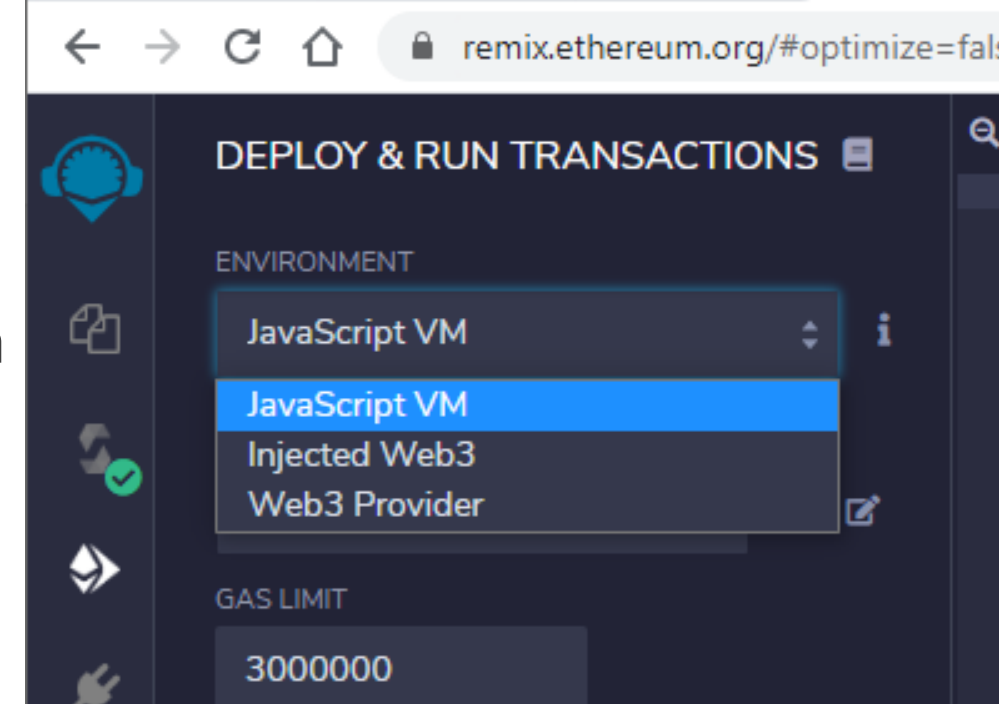 remix.ethereum.org/#optimize=fal
DEPLOY & RUN TRANSACTIONS
ENVIRONMENT
JavaScript VM
JavaScript VM
Injected Web3
Web3 Provider
GAS LIMIT
3000000